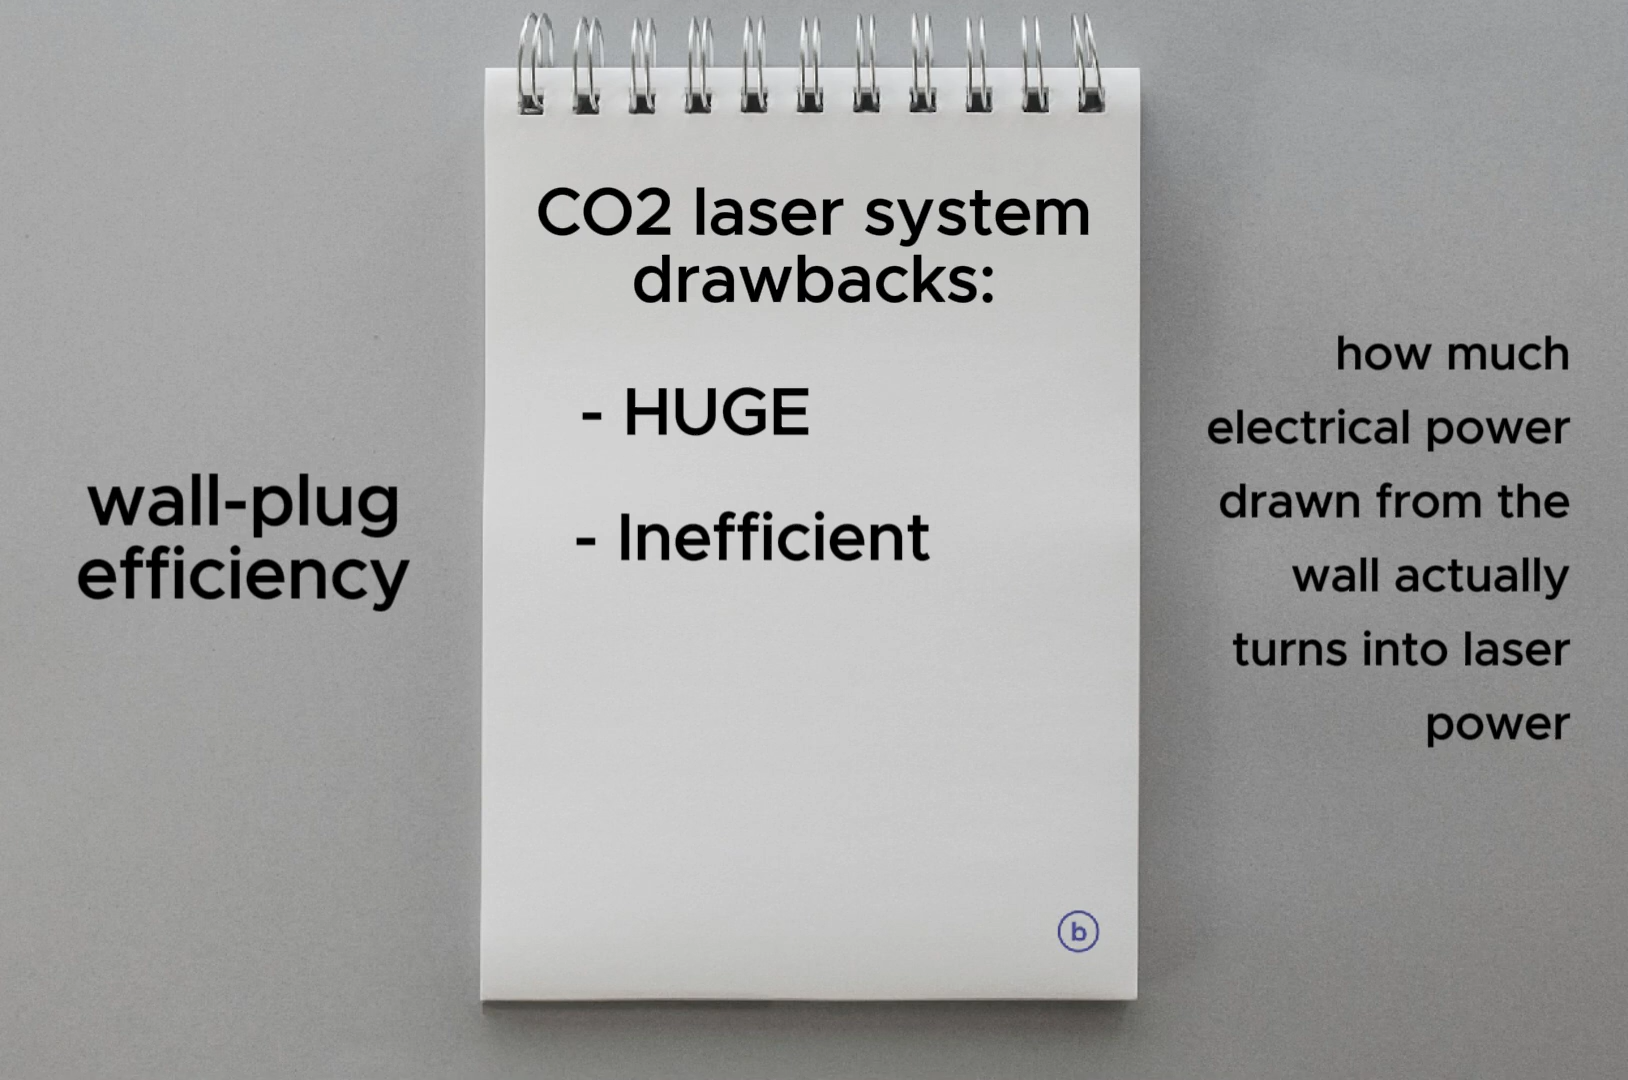 wall-plug
efficiency
CO2 laser system
drawbacks:
- HUGE
- Inefficient
how much
electrical power
drawn from the
wall actually
turns into laser
power
b